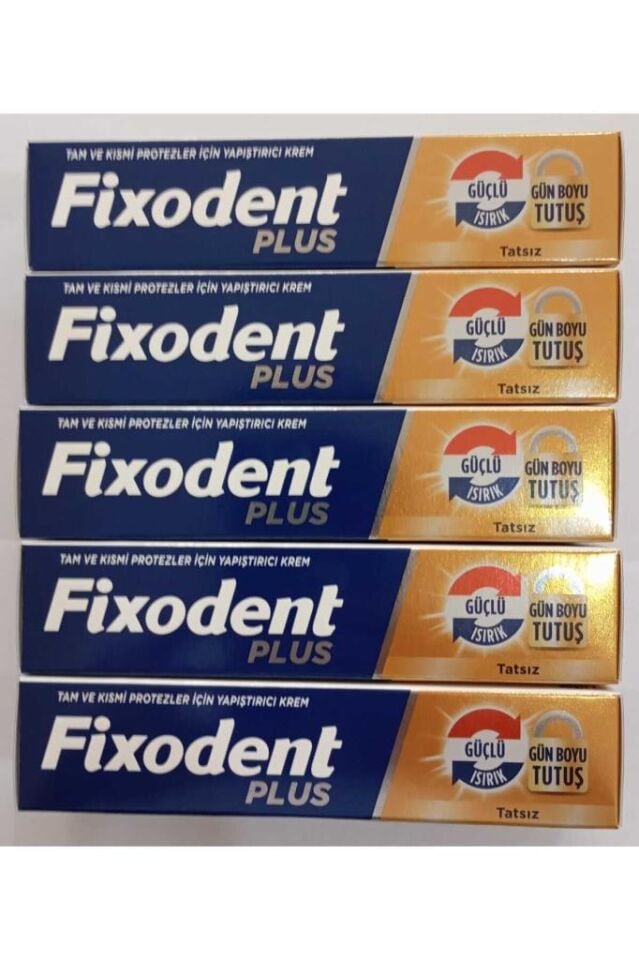 TAM VE KISMİ PROTEZLER İÇİN YAPIŞTIRICI KREM
Fixodent
PLUS
GÜÇLÜ
ISIRIK
GÜN BOYU
TUTUŞ
Tatsız
TAM VE KISMİ PROTEZLER İÇİN YAPIŞTIRICI KREM
Fixodent
PLUS
GÜÇLÜ
ISIRIK
GÜN BOYU
TUTUŞ
Tatsız
TAM VE KISMİ PROTEZLER İÇİN YAPIŞTIRICI KREM
Fixodent
PLUS
GÜÇLÜ
ISIRIK
GÜN BOYU
TUTUŞ
Tatsız
TAM VE KISMİ PROTEZLER İÇİN YAPIŞTIRICI KREM
Fixodent
PLUS
GÜÇLÜ
ISIRIK
GÜN BOYU
TUTUŞ
Tatsız
TAM VE KISMİ PROTEZLER İÇİN YAPIŞTIRICI KREM
Fixodent
PLUS
GÜÇLÜ
ISIRIK
GÜN BOYU
TUTUŞ
Tatsız